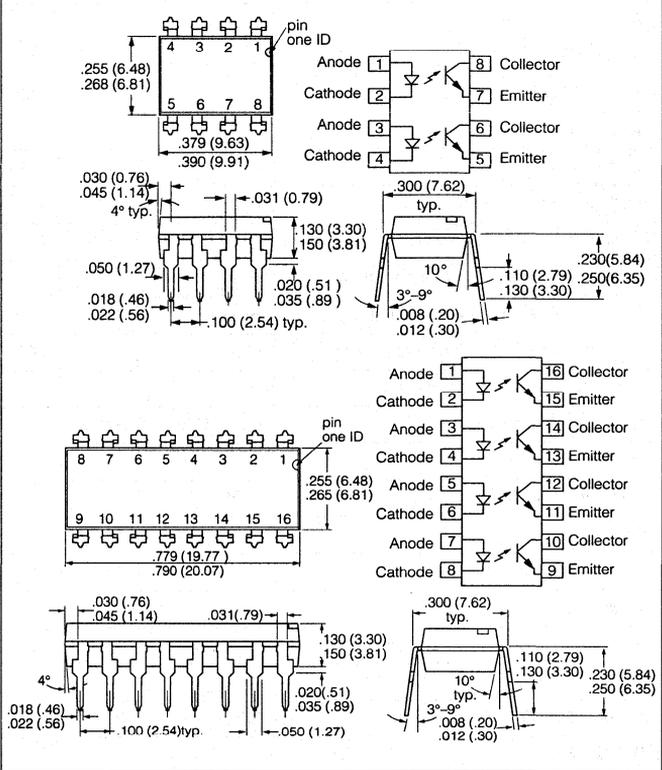 pin
one ID
4 3 2 1
.255 (6.48)
.268 (6.81)
5 6 7 8
.379 (9.63)
.390 (9.91)
Anode 1 8 Collector
Cathode 2 7 Emitter
Anode 3 6 Collector
Cathode 4 5 Emitter
.030 (0.76)
.045 (1.14)
4° typ.
.031 (0.79)
.130 (3.30)
150 (3.81)
.050 (1.27)
.020 (.51)
.035 (.89)
.018 (.46)
.022 (.56)
.100 (2.54) typ.
.300 (7.62)
typ.
.230(5.84)
.250(6.35)
10°
.110 (2.79)
.130 (3.30)
3°–9°
.008 (.20)
.012 (.30)
Anode 1 16 Collector
Cathode 2 15 Emitter
Anode 3 14 Collector
Cathode 4 13 Emitter
Anode 5 12 Collector
Cathode 6 11 Emitter
Anode 7 10 Collector
Cathode 8 9 Emitter
pin
one ID
8 7 6 5 4 3 2 1
.255 (6.48)
.265 (6.81)
9 10 11 12 13 14 15 16
.779 (19.77)
.790 (20.07)
.030 (.76)
.045 (1.14)
.031(.79)
.130 (3.30)
150 (3.81)
4°
.020(.51)
.035 (.89)
.018 (.46)
.022 (.56)
.100 (2.54)typ.
.050 (1.27)
.300 (7.62)
typ.
.110 (2.79)
.130 (3.30)
.230 (5.84)
.250 (6.35)
10°
typ.
3°–9°
.008 (.20)
.012 (.30)